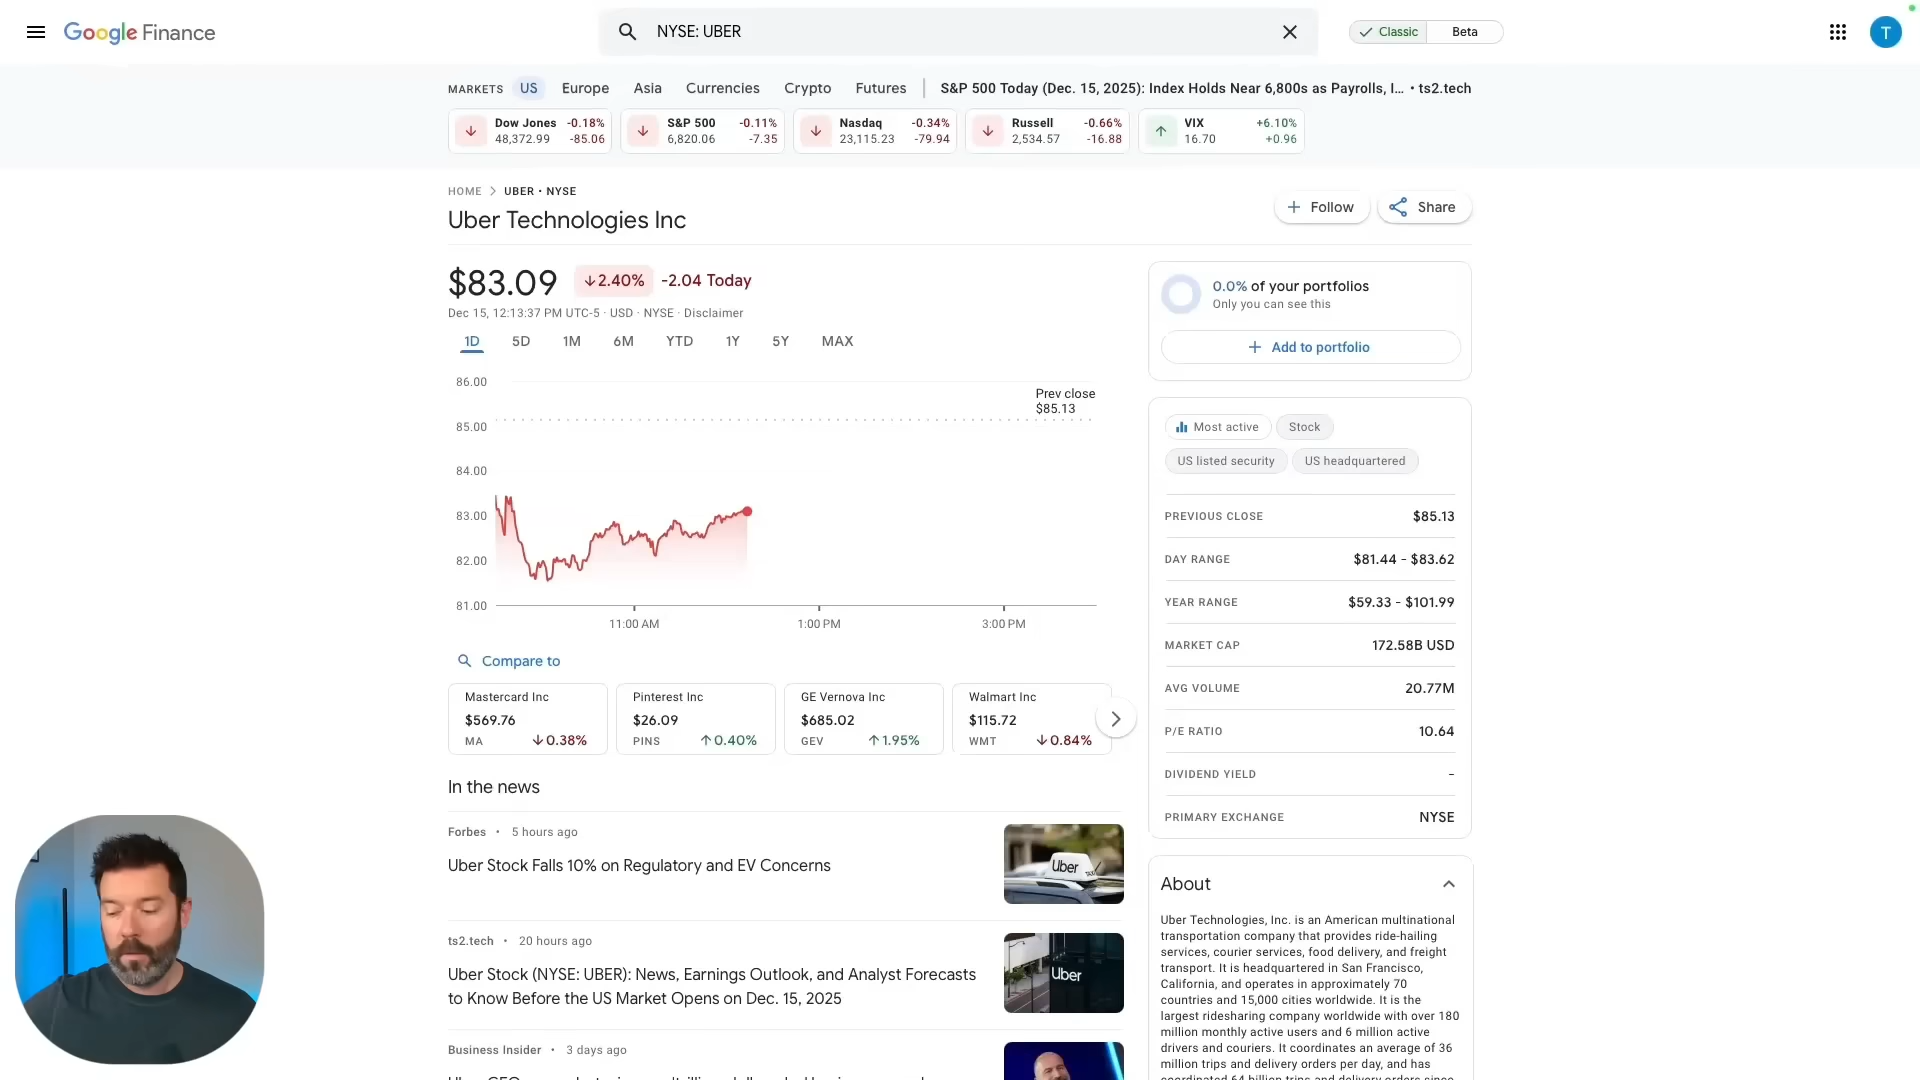 Google Finance
NYSE: UBER
Classic
Beta
T
MARKETS
US
Europe
Asia
Currencies
Crypto
Futures
S&P 500 Today (Dec. 15, 2025): Index Holds Near 6,800s as Payrolls, I... • ts2.tech
Dow Jones -0.18%
48,372.99 -85.06
S&P 500 -0.11%
6,820.06 -7.35
Nasdaq -0.34%
23,115.23 -79.94
Russell -0.66%
2,534.57 -16.88
VIX +6.10%
16.70 +0.96
HOME > UBER • NYSE
Uber Technologies Inc
+ Follow
Share
$83.09 ↓2.40% -2.04 Today
Dec 15, 12:13:37 PM UTC-5 · USD · NYSE · Disclaimer
1D 5D 1M 6M YTD 1Y 5Y MAX
86.00
Prev close
$85.13
85.00
84.00
83.00
82.00
81.00
11:00 AM 1:00 PM 3:00 PM
Compare to
Mastercard Inc
$569.76
MA ↓0.38%
Pinterest Inc
$26.09
PINS ↑0.40%
GE Vernova Inc
$685.02
GEV ↑1.95%
Walmart Inc
$115.72
WMT ↓0.84%
In the news
Forbes • 5 hours ago
Uber Stock Falls 10% on Regulatory and EV Concerns
Uber
ts2.tech • 20 hours ago
Uber Stock (NYSE: UBER): News, Earnings Outlook, and Analyst Forecasts
to Know Before the US Market Opens on Dec. 15, 2025
Uber
Business Insider • 3 days ago
0.0% of your portfolios
Only you can see this
+ Add to portfolio
Most active
Stock
US listed security
US headquartered
PREVIOUS CLOSE $85.13
DAY RANGE $81.44 - $83.62
YEAR RANGE $59.33 - $101.99
MARKET CAP 172.58B USD
AVG VOLUME 20.77M
P/E RATIO 10.64
DIVIDEND YIELD -
PRIMARY EXCHANGE NYSE
About
Uber Technologies, Inc. is an American multinational
transportation company that provides ride-hailing
services, courier services, food delivery, and freight
transport. It is headquartered in San Francisco,
California, and operates in approximately 70
countries and 15,000 cities worldwide. It is the
largest ridesharing company worldwide with over 180
million monthly active users and 6 million active
drivers and couriers. It coordinates an average of 36
million trips and delivery orders per day, and has
coordinated 64 billion trips and delivery orders since